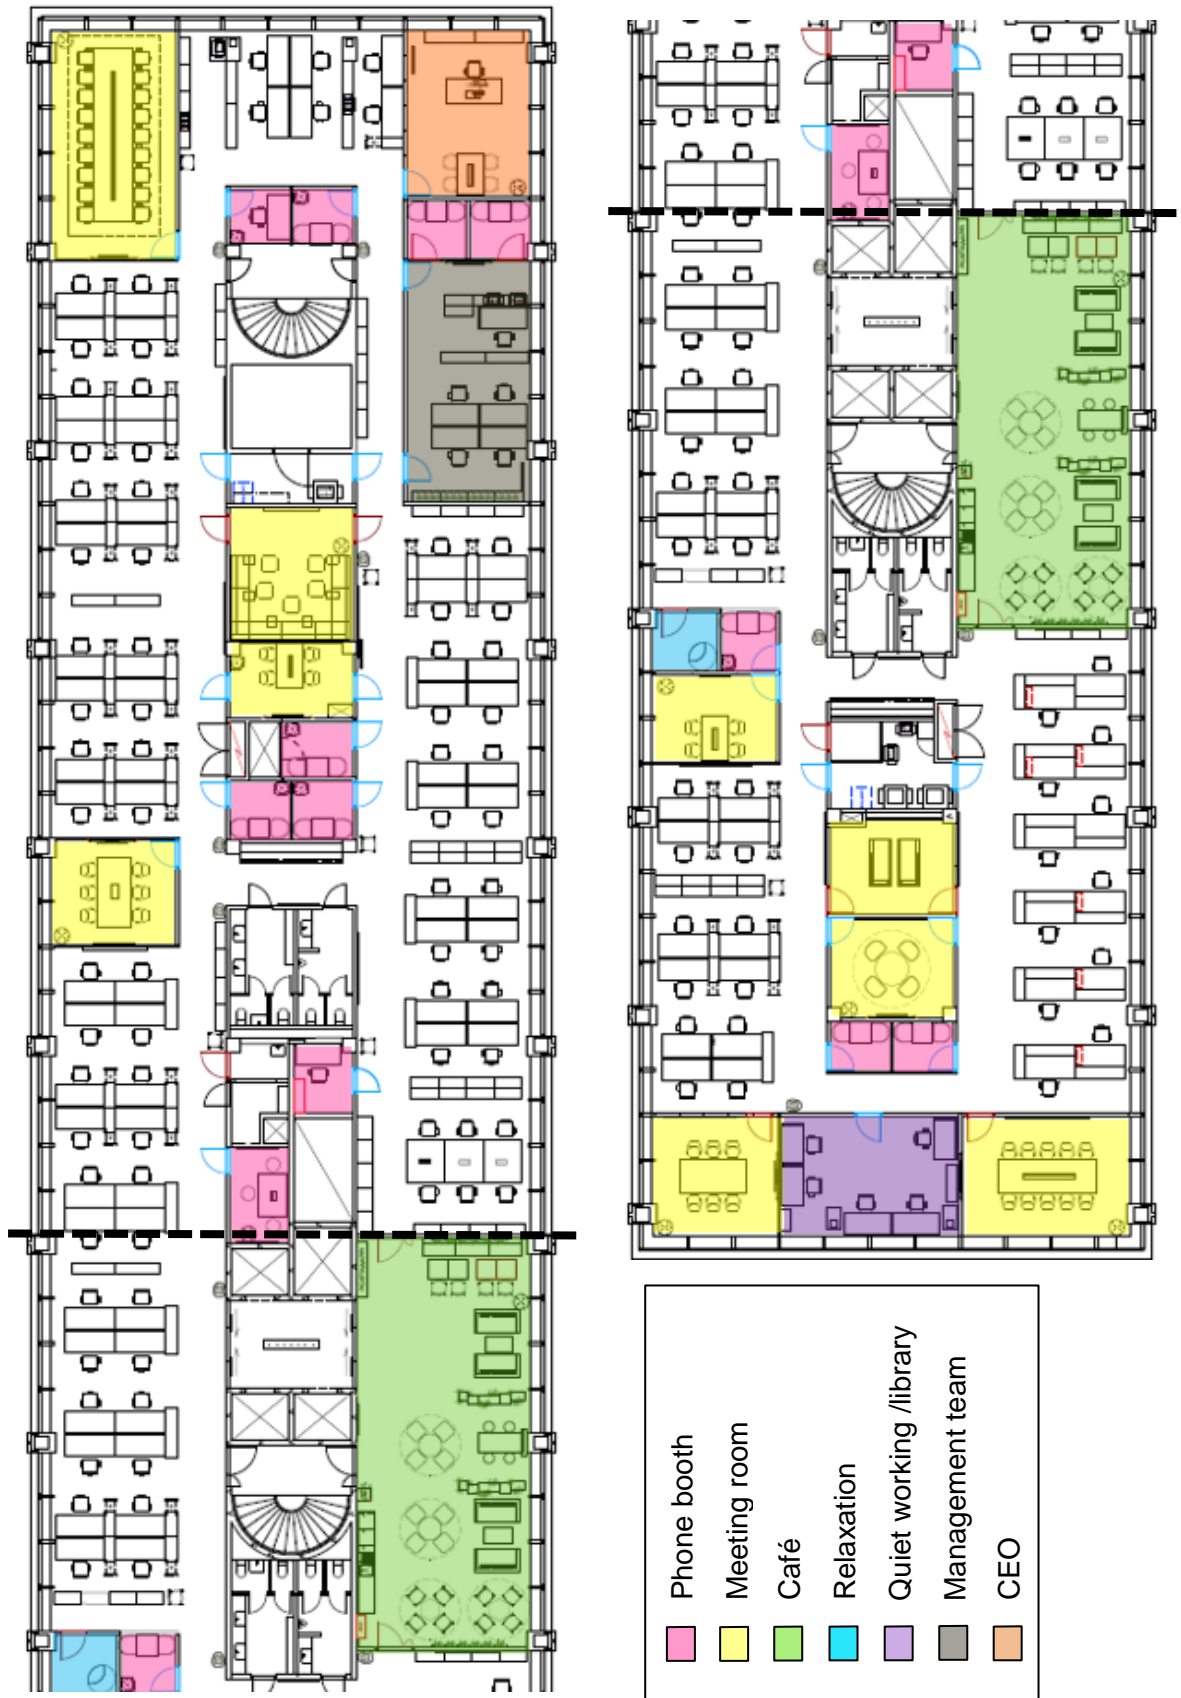 Phone booth
Meeting room
Café
Relaxation
Quiet working /library
Management team
CEO